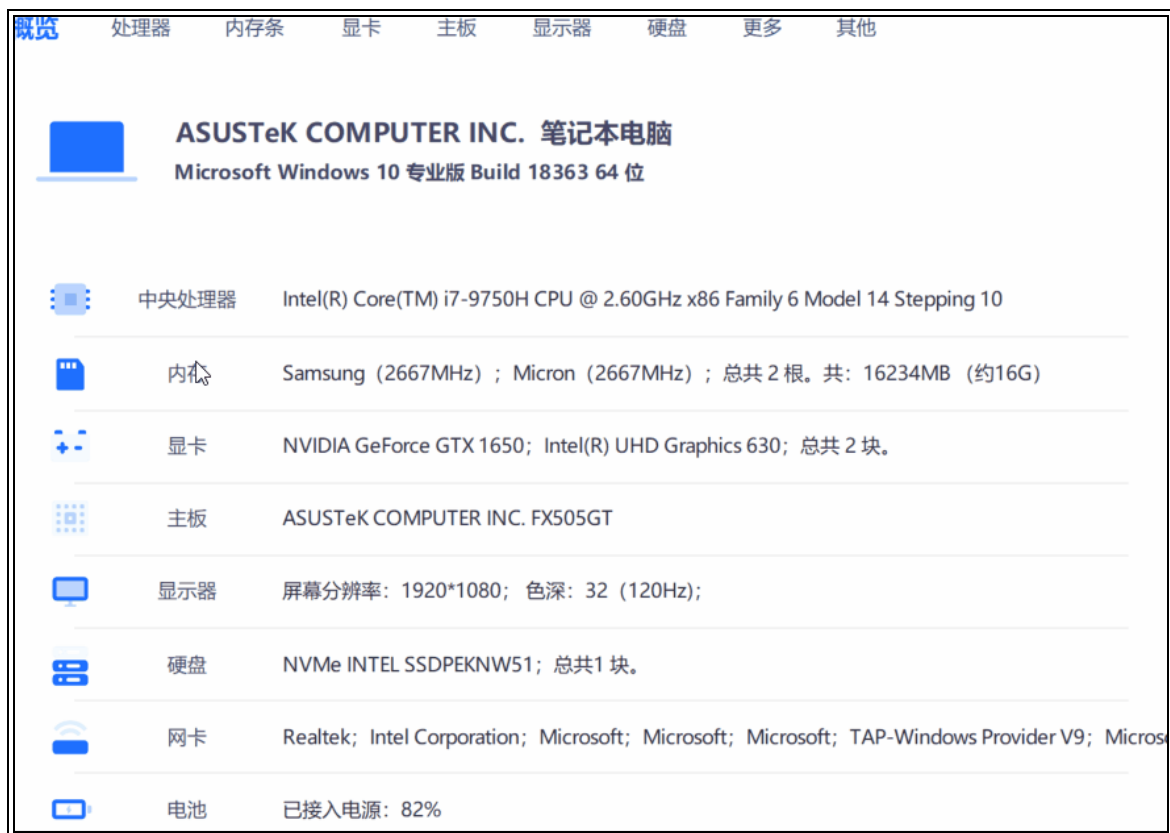 概览 处理器 内存条 显卡 主板 显示器 硬盘 更多 其他
ASUSTeK COMPUTER INC. 笔记本电脑
Microsoft Windows 10 专业版 Build 18363 64 位
中央处理器 Intel(R) Core(TM) i7-9750H CPU @ 2.60GHz x86 Family 6 Model 14 Stepping 10
内存 Samsung（2667MHz）; Micron（2667MHz）; 总共 2 根。共：16234MB （约16G）
显卡 NVIDIA GeForce GTX 1650；Intel(R) UHD Graphics 630；总共 2 块。
主板 ASUSTeK COMPUTER INC. FX505GT
显示器 屏幕分辨率：1920*1080； 色深：32（120Hz);
硬盘 NVMe INTEL SSDPEKNW51；总共1 块。
网卡 Realtek；Intel Corporation；Microsoft；Microsoft；Microsoft；TAP-Windows Provider V9；Micros
电池 已接入电源：82%